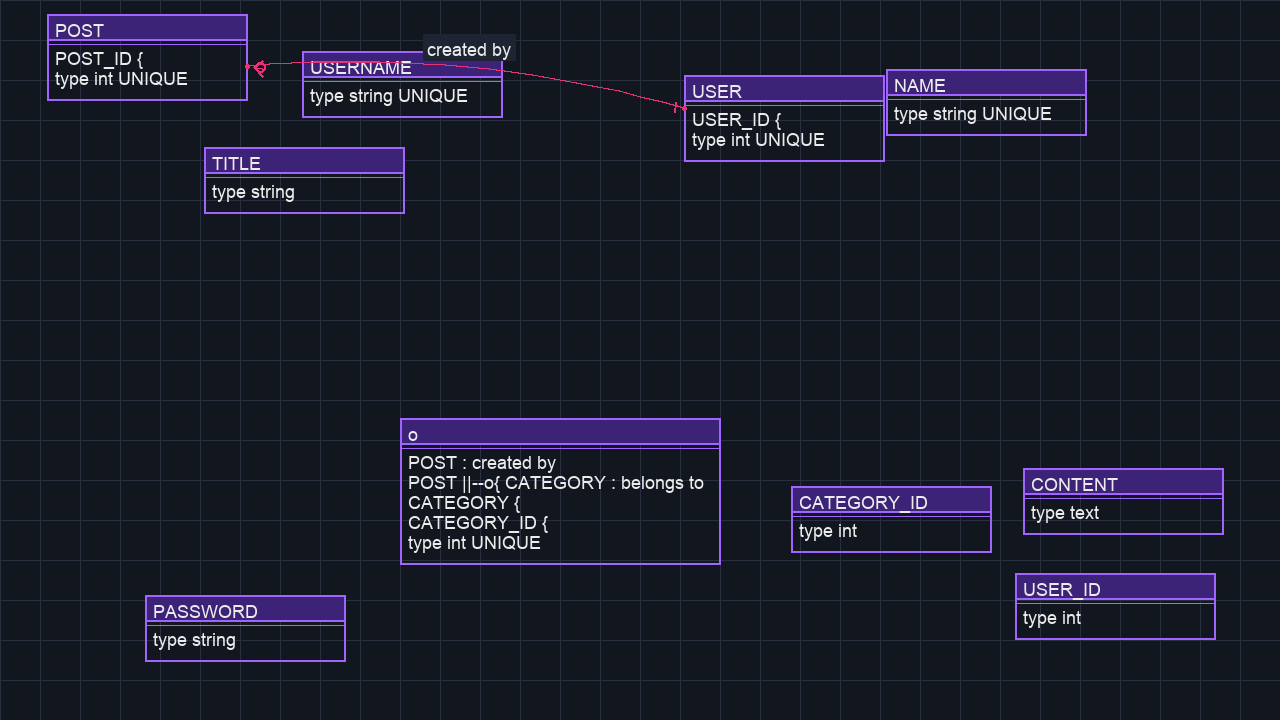 POST
POST_ID {
type int UNIQUE
created by
USERNAME
type string UNIQUE
USER
USER_ID {
type int UNIQUE
NAME
type string UNIQUE
TITLE
type string
o
POST : created by
POST ||--o{ CATEGORY : belongs to
CATEGORY {
CATEGORY_ID {
type int UNIQUE
CATEGORY_ID
type int
CONTENT
type text
USER_ID
type int
PASSWORD
type string